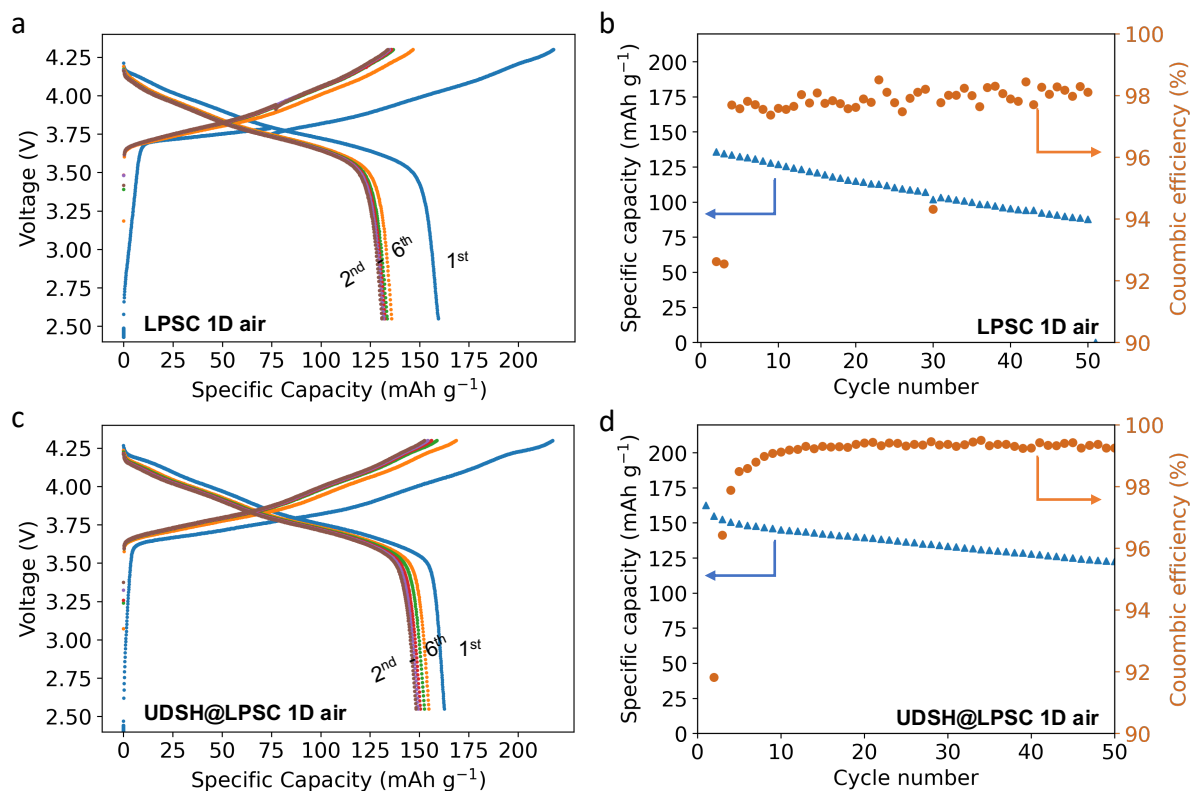 a
4.25
4.00
3.75
3.50
3.25
3.00
2.75
2.50
Voltage (V)
2nd
6th
1st
LPSC 1D air
0 25 50 75 100 125 150 175 200
Specific Capacity (mAh g⁻¹)
b
200
175
150
125
100
75
50
25
0
Specific capacity (mAh g⁻¹)
100
98
96
94
92
90
Couombic efficiency (%)
LPSC 1D air
0 10 20 30 40 50
Cycle number
c
4.25
4.00
3.75
3.50
3.25
3.00
2.75
2.50
Voltage (V)
2nd
6th
1st
UDSH@LPSC 1D air
0 25 50 75 100 125 150 175 200
Specific Capacity (mAh g⁻¹)
d
200
175
150
125
100
75
50
25
0
Specific capacity (mAh g⁻¹)
100
98
96
94
92
90
Couombic efficiency (%)
UDSH@LPSC 1D air
0 10 20 30 40 50
Cycle number